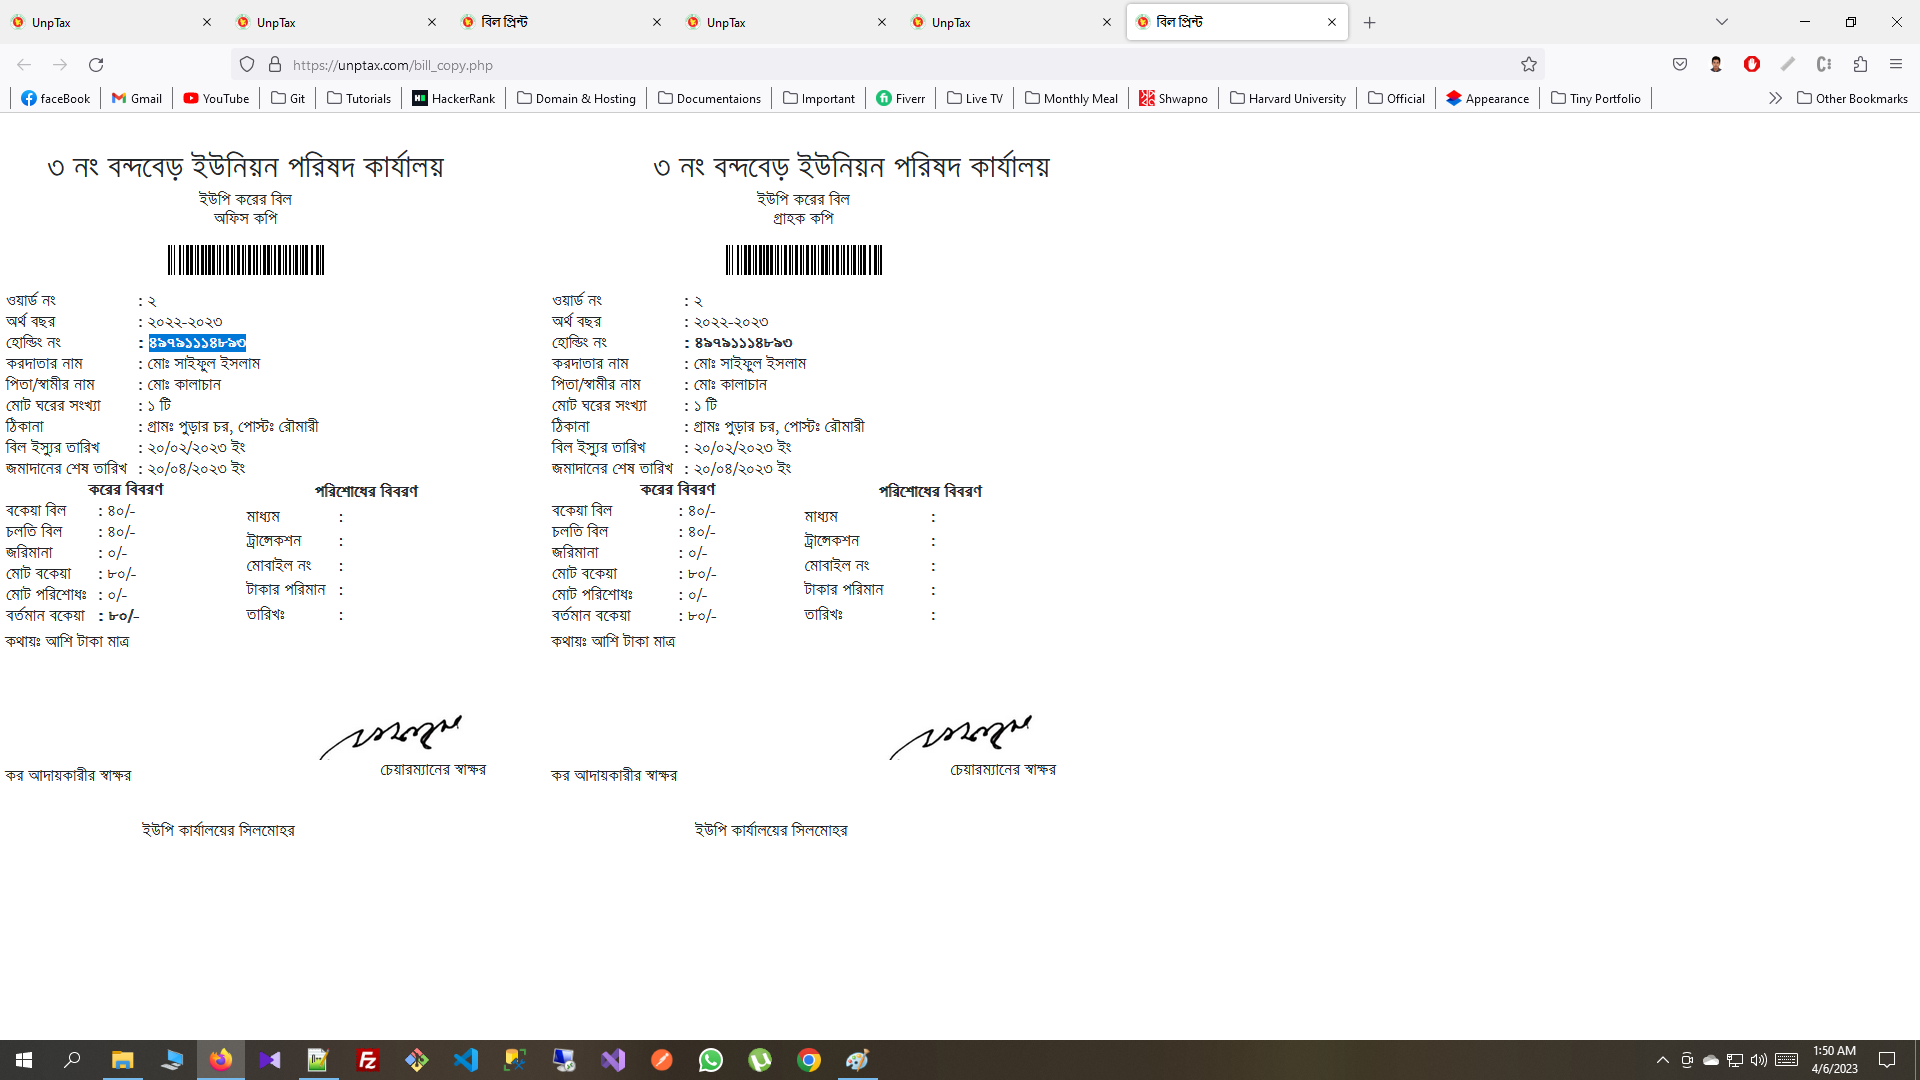 UnpTax
UnpTax
বিল প্রিন্ট
UnpTax
UnpTax
বিল প্রিন্ট
https://unptax.com/bill_copy.php
faceBook
Gmail
YouTube
Git
Tutorials
HackerRank
Domain & Hosting
Documentaions
Important
Fiverr
Live TV
Monthly Meal
Shwapno
Harvard University
Official
Appearance
Tiny Portfolio
Other Bookmarks
৩ নং বন্দবেড় ইউনিয়ন পরিষদ কার্যালয়
ইউপি করের বিল
অফিস কপি
ওয়ার্ড নং : ২
অর্থ বছর : ২০২২-২০২৩
হোল্ডিং নং : ৪৯৭৯১১১৪৮৯৩
করদাতার নাম : মোঃ সাইফুল ইসলাম
পিতা/স্বামীর নাম : মোঃ কালাচান
মোট ঘরের সংখ্যা : ১ টি
ঠিকানা : গ্রামঃ পুড়ার চর, পোস্টঃ রৌমারী
বিল ইস্যুর তারিখ : ২০/০২/২০২৩ ইং
জমাদানের শেষ তারিখ : ২০/০৪/২০২৩ ইং
করের বিবরণ
বকেয়া বিল : ৪০/-
চলতি বিল : ৪০/-
জরিমানা : ০/-
মোট বকেয়া : ৮০/-
মোট পরিশোধঃ : ০/-
বর্তমান বকেয়া : ৮০/-
পরিশোধের বিবরণ
মাধ্যম :
ট্রান্সেকশন :
মোবাইল নং :
টাকার পরিমান :
তারিখঃ :
কথায়ঃ আশি টাকা মাত্র
কর আদায়কারীর স্বাক্ষর
চেয়ারম্যানের স্বাক্ষর
ইউপি কার্যালয়ের সিলমোহর
৩ নং বন্দবেড় ইউনিয়ন পরিষদ কার্যালয়
ইউপি করের বিল
গ্রাহক কপি
ওয়ার্ড নং : ২
অর্থ বছর : ২০২২-২০২৩
হোল্ডিং নং : ৪৯৭৯১১১৪৮৯৩
করদাতার নাম : মোঃ সাইফুল ইসলাম
পিতা/স্বামীর নাম : মোঃ কালাচান
মোট ঘরের সংখ্যা : ১ টি
ঠিকানা : গ্রামঃ পুড়ার চর, পোস্টঃ রৌমারী
বিল ইস্যুর তারিখ : ২০/০২/২০২৩ ইং
জমাদানের শেষ তারিখ : ২০/০৪/২০২৩ ইং
করের বিবরণ
বকেয়া বিল : ৪০/-
চলতি বিল : ৪০/-
জরিমানা : ০/-
মোট বকেয়া : ৮০/-
মোট পরিশোধঃ : ০/-
বর্তমান বকেয়া : ৮০/-
পরিশোধের বিবরণ
মাধ্যম :
ট্রান্সেকশন :
মোবাইল নং :
টাকার পরিমান :
তারিখঃ :
কথায়ঃ আশি টাকা মাত্র
কর আদায়কারীর স্বাক্ষর
চেয়ারম্যানের স্বাক্ষর
ইউপি কার্যালয়ের সিলমোহর
1:50 AM
4/6/2023